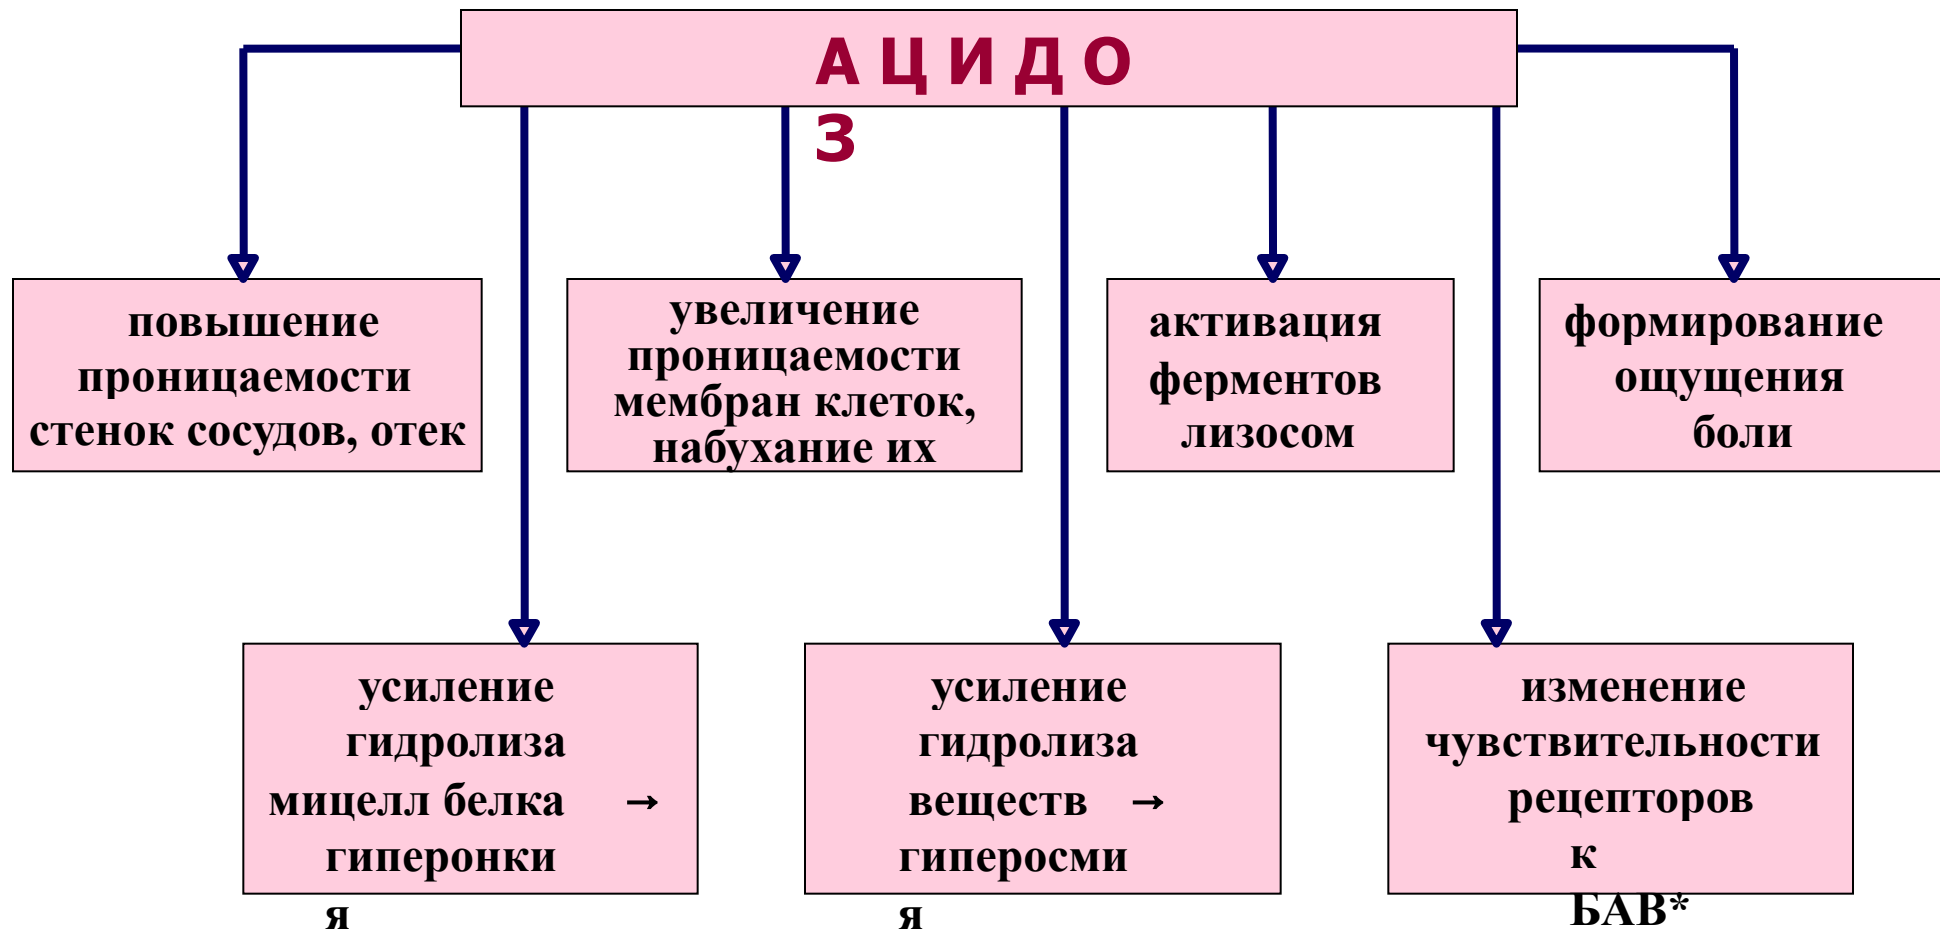 А Ц И Д О
З
повышение
проницаемости
стенок сосудов, отек
увеличение
проницаемости
мембран клеток,
набухание их
активация
ферментов
лизосом
формирование
ощущения
боли
усиление
гидролиза
мицелл белка →
гиперонки
я
усиление
гидролиза
веществ →
гиперосми
я
изменение
чувствительности
рецепторов
к
БАВ*